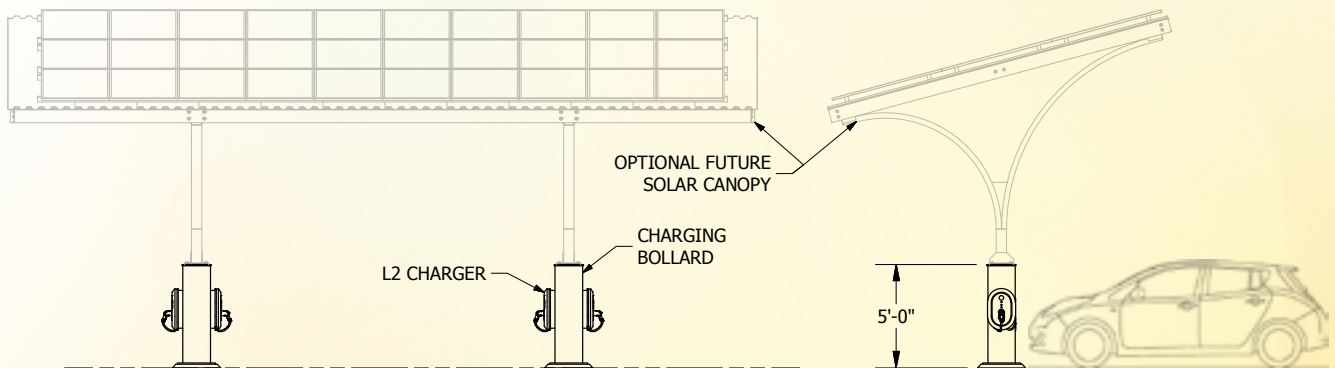 OPTIONAL FUTURE
SOLAR CANOPY
CHARGING
BOLLARD
L2 CHARGER
5'-0"